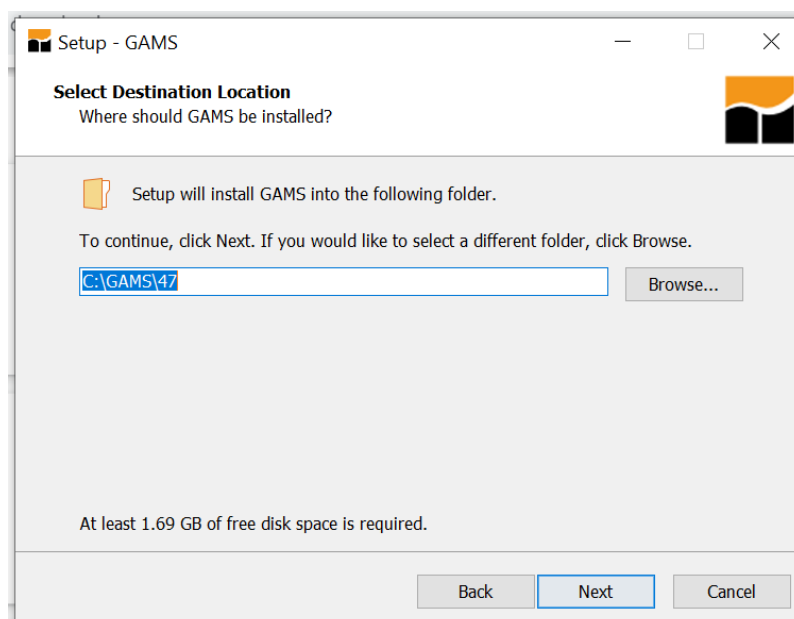 Setup - GAMS
Select Destination Location
Where should GAMS be installed?
Setup will install GAMS into the following folder.
To continue, click Next. If you would like to select a different folder, click Browse.
C:\GAMS\47
Browse...
At least 1.69 GB of free disk space is required.
Back
Next
Cancel